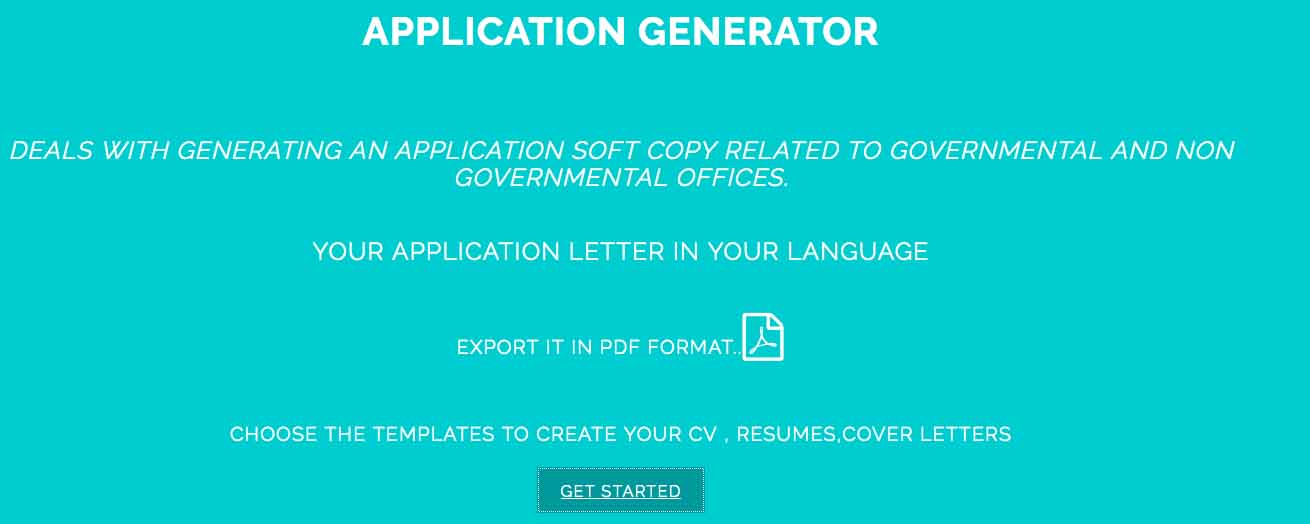 APPLICATION GENERATOR
DEALS WITH GENERATING AN APPLICATION SOFT COPY RELATED TO GOVERNMENTAL AND NON
GOVERNMENTAL OFFICES.
YOUR APPLICATION LETTER IN YOUR LANGUAGE
EXPORT IT IN PDF FORMAT..
CHOOSE THE TEMPLATES TO CREATE YOUR CV , RESUMES,COVER LETTERS
GET STARTED